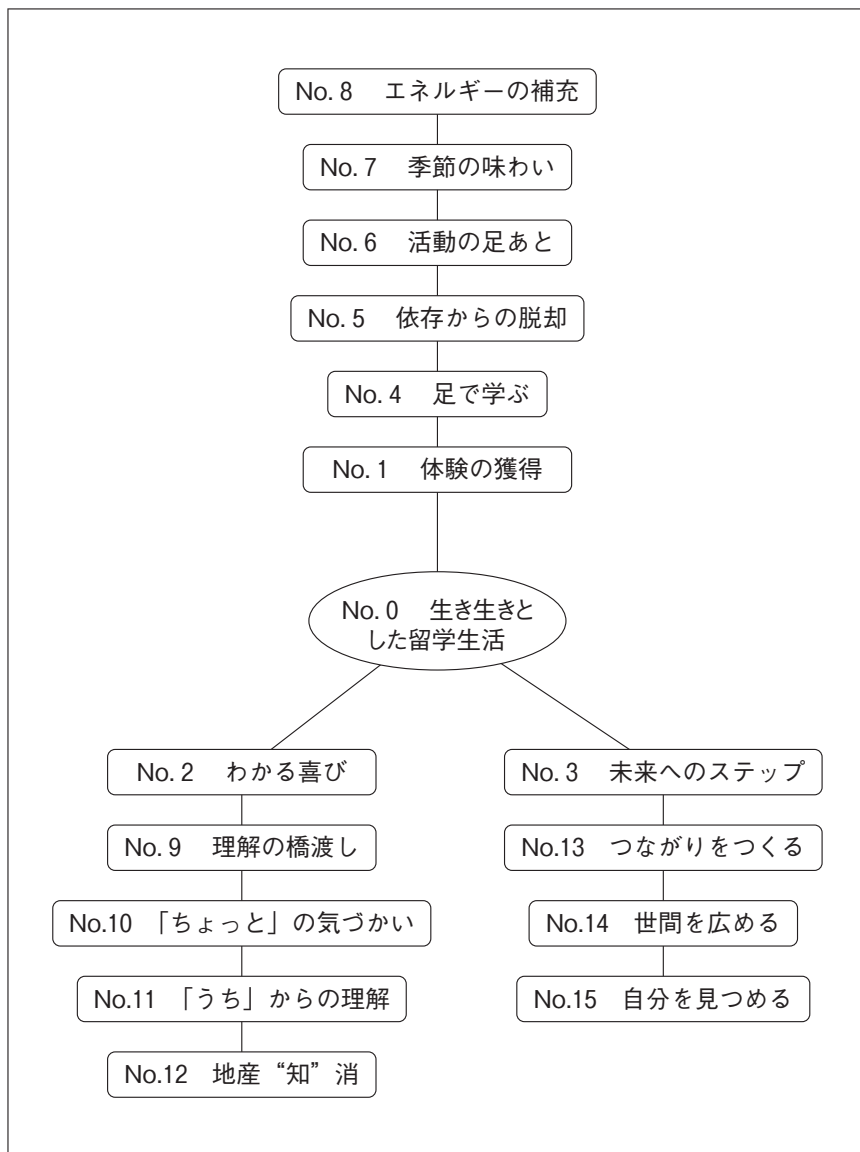 No. 8 エネルギーの補充
No. 7 季節の味わい
No. 6 活動の足あと
No. 5 依存からの脱却
No. 4 足で学ぶ
No. 1 体験の獲得
No. 0 生き生きと
した留学生活
No. 2 わかる喜び
No. 9 理解の橋渡し
No.10 「ちょっと」の気づかい
No.11 「うち」からの理解
No.12 地産“知”消
No. 3 未来へのステップ
No.13 つながりをつくる
No.14 世間を広める
No.15 自分を見つめる